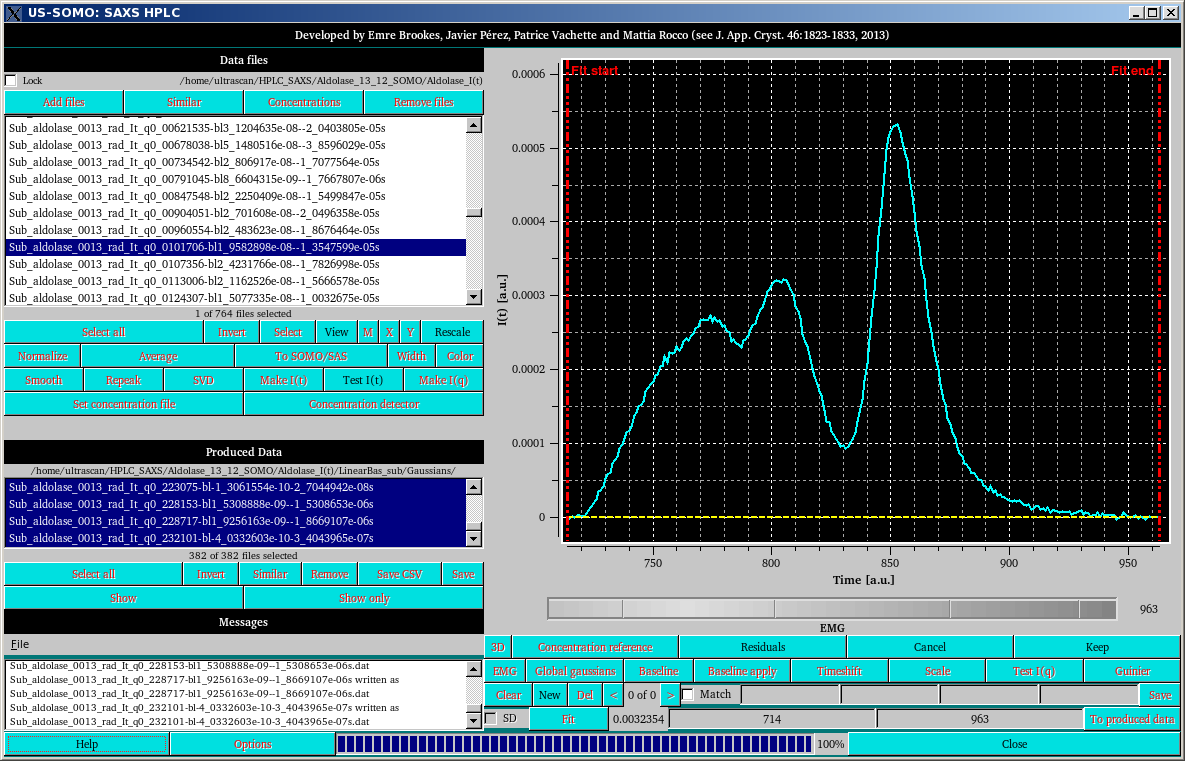 US-SOMO: SAXS HPLC
Developed by Emre Brookes, Javier Pérez, Patrice Vachette and Mattia Rocco (see J. App. Cryst. 46:1823-1833, 2013)
Data files
Lock /home/ultrascan/HPLC_SAXS/Aldolase_13_12_SOMO/Aldolase_I(t)
Add files Similar Concentrations Remove files
Sub_aldolase_0013_rad_It_q0_00621535-bl3_1204635e-08--2_0403805e-05s
Sub_aldolase_0013_rad_It_q0_00678038-bl5_1480516e-08--3_8596029e-05s
Sub_aldolase_0013_rad_It_q0_00734542-bl2_806917e-08--1_7077564e-05s
Sub_aldolase_0013_rad_It_q0_00791045-bl8_6604315e-09--1_7667807e-06s
Sub_aldolase_0013_rad_It_q0_00847548-bl2_2250409e-08--1_5499847e-05s
Sub_aldolase_0013_rad_It_q0_00904051-bl2_701608e-08--2_0496358e-05s
Sub_aldolase_0013_rad_It_q0_00960554-bl2_483623e-08--1_8676464e-05s
Sub_aldolase_0013_rad_It_q0_0101706-bl1_9582898e-08--1_3547599e-05s
Sub_aldolase_0013_rad_It_q0_0107356-bl2_4231766e-08--1_7826998e-05s
Sub_aldolase_0013_rad_It_q0_0113006-bl2_1162526e-08--1_5666578e-05s
Sub_aldolase_0013_rad_It_q0_0124307-bl1_5077335e-08--1_0032675e-05s
1 of 764 files selected
Select all Invert Select View M X Y Rescale
Normalize Average To SOMO/SAS Width Color
Smooth Repeak SVD Make I(t) Test I(t) Make I(q)
Set concentration file Concentration detector
Produced Data
/home/ultrascan/HPLC_SAXS/Aldolase_13_12_SOMO/Aldolase_I(t)/LinearBas_sub/Gaussians/
Sub_aldolase_0013_rad_It_q0_223075-bl-1_3061554e-10-2_7044942e-08s
Sub_aldolase_0013_rad_It_q0_228153-bl1_5308888e-09--1_5308653e-06s
Sub_aldolase_0013_rad_It_q0_228717-bl1_9256163e-09--1_8669107e-06s
Sub_aldolase_0013_rad_It_q0_232101-bl-4_0332603e-10-3_4043965e-07s
382 of 382 files selected
Select all Invert Similar Remove Save CSV Save
Show Show only
Messages
File
Sub_aldolase_0013_rad_It_q0_228153-bl1_5308888e-09--1_5308653e-06s.dat
Sub_aldolase_0013_rad_It_q0_228717-bl1_9256163e-09--1_8669107e-06s written as
Sub_aldolase_0013_rad_It_q0_228717-bl1_9256163e-09--1_8669107e-06s.dat
Sub_aldolase_0013_rad_It_q0_232101-bl-4_0332603e-10-3_4043965e-07s written as
Sub_aldolase_0013_rad_It_q0_232101-bl-4_0332603e-10-3_4043965e-07s.dat
Help Options 100% Close
Fit start Fit end
0.0006
0.0005
0.0004
0.0003
0.0002
0.0001
0
I(t) [a.u.]
750 800 850 900 950
Time [a.u.]
963
EMG
3D Concentration reference Residuals Cancel Keep
EMG Global gaussians Baseline Baseline apply Timeshift Scale Test I(q) Guinier
Clear New Del < 0 of 0 > Match Save
SD Fit 0.0032354 714 963 To produced data